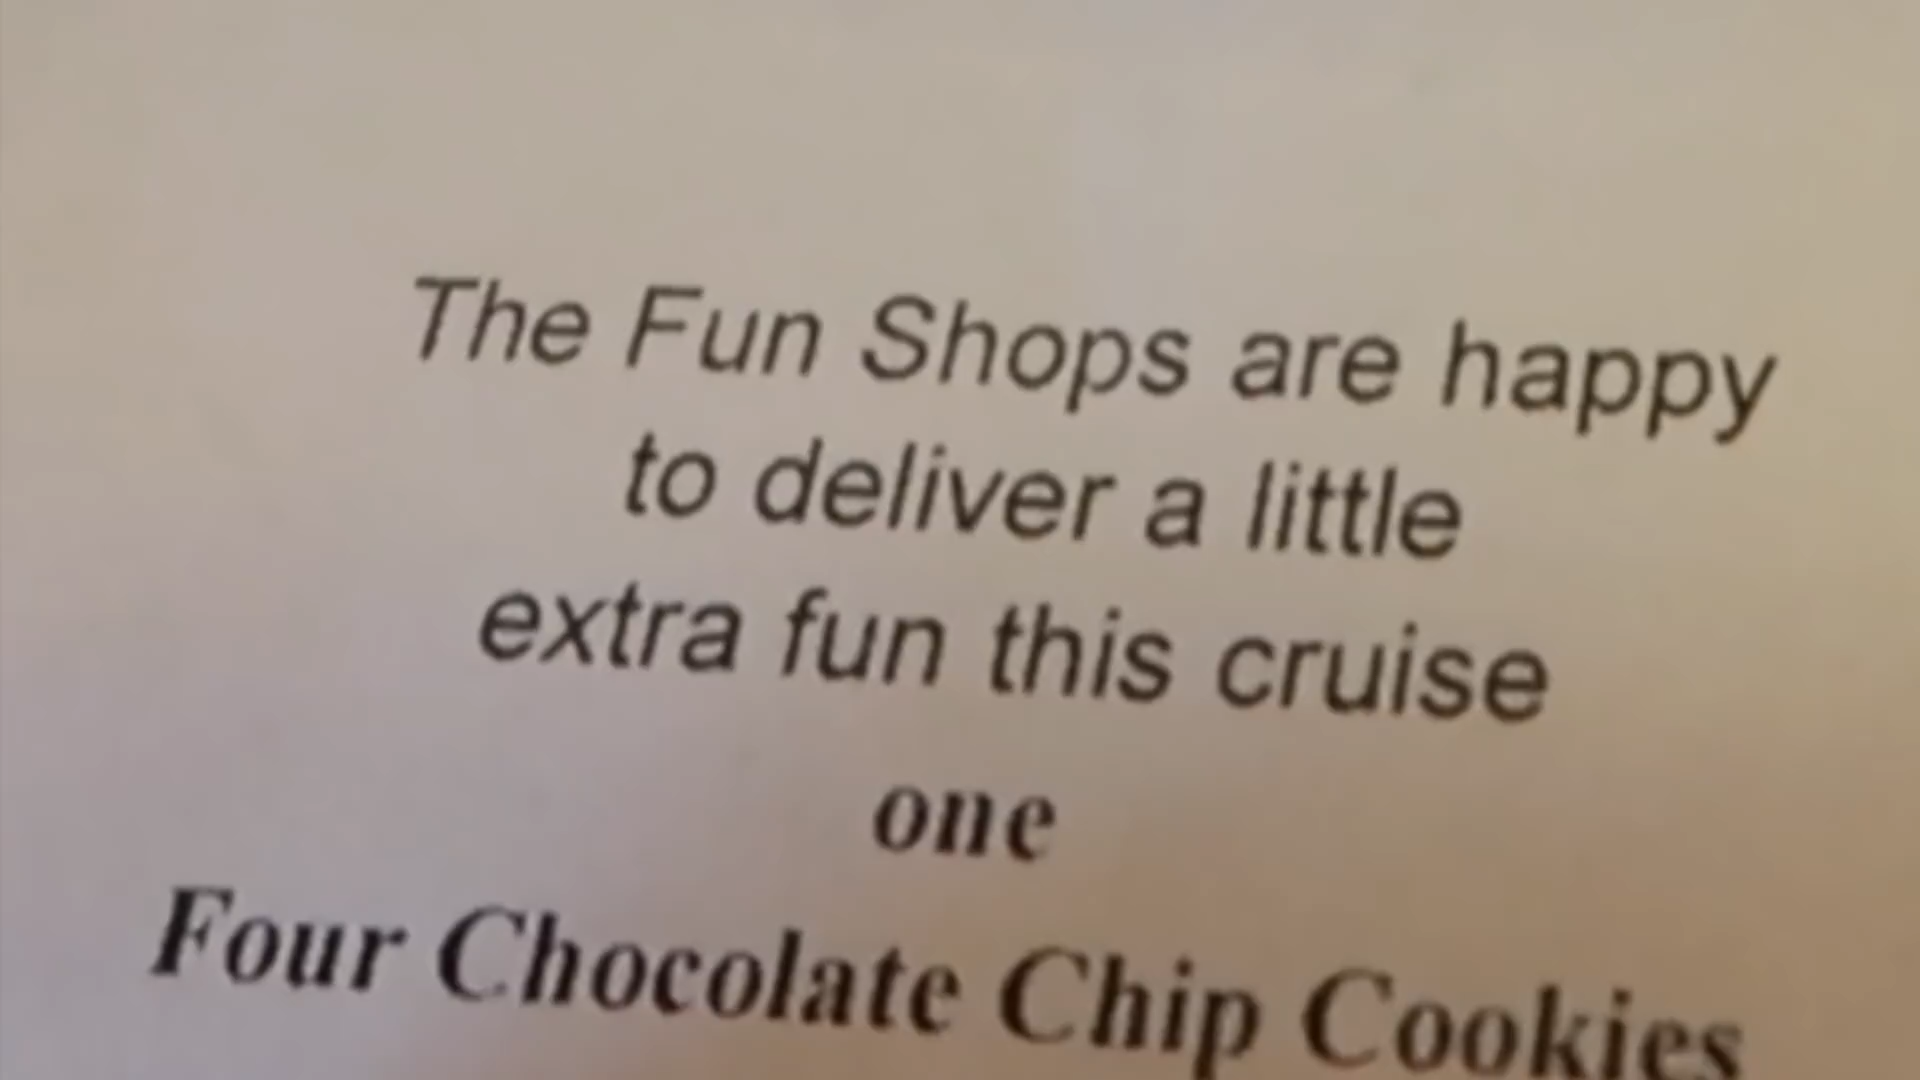 The Fun Shops are happy
to deliver a little
extra fun this cruise
one
Four Chocolate Chip Cookies